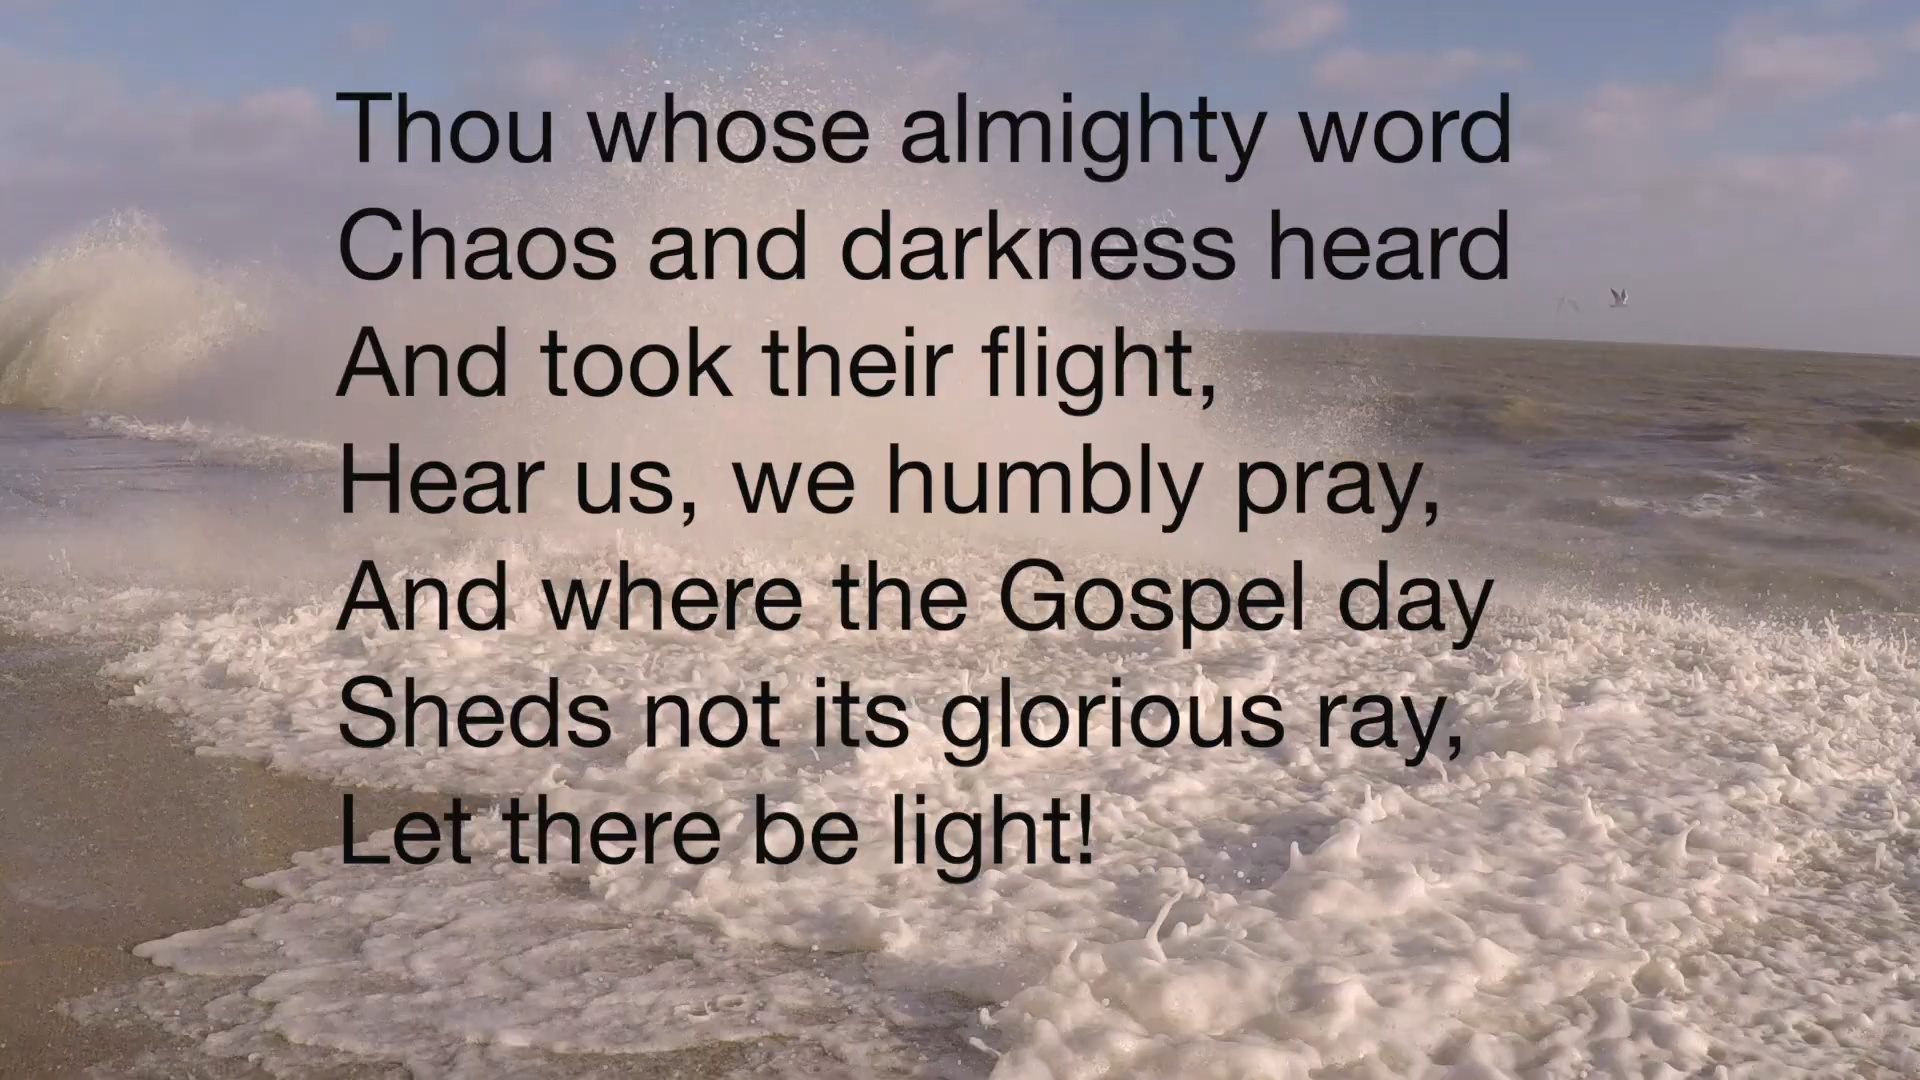 Thou whose almighty word
Chaos and darkness heard
And took their flight,
Hear us, we humbly pray,
And where the Gospel day
Sheds not its glorious ray,
Let there be light!